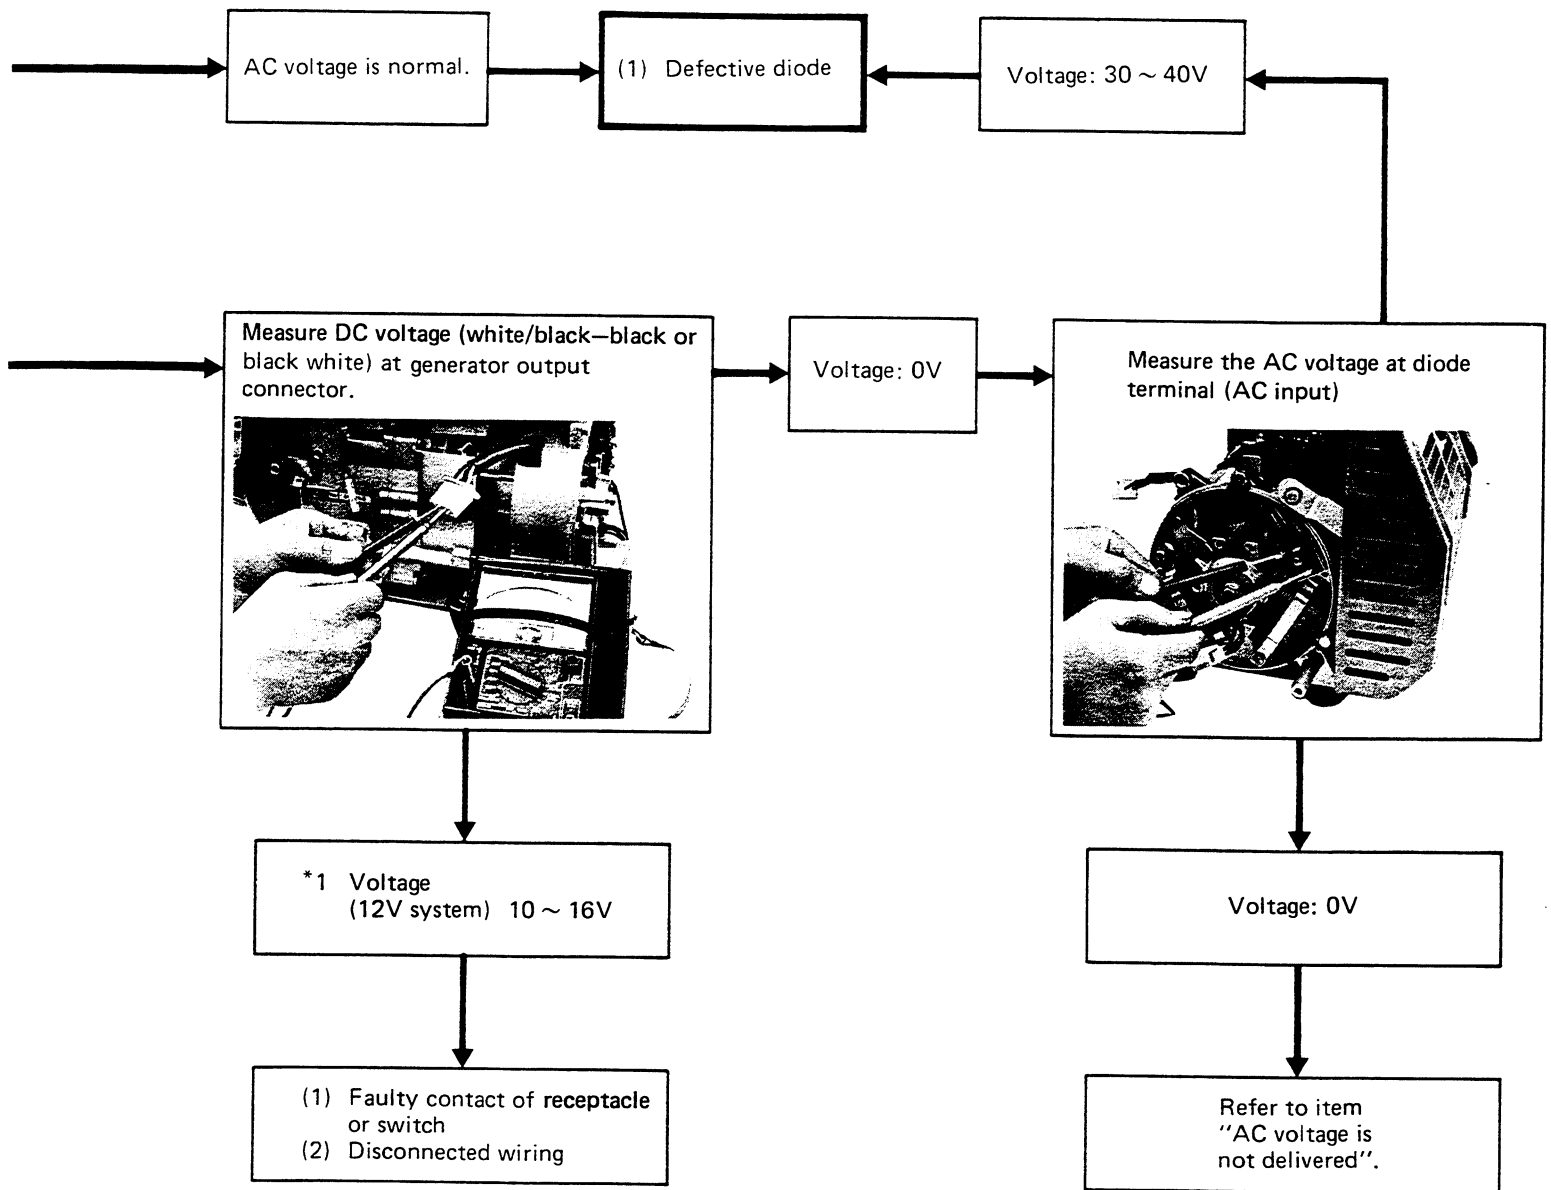 AC voltage is normal.
(1) Defective diode
Voltage: 30 ~ 40V
Measure DC voltage (white/black—black or
black white) at generator output
connector.
Voltage: 0V
Measure the AC voltage at diode
terminal (AC input)
*1 Voltage
(12V system) 10 ~ 16V
Voltage: 0V
(1) Faulty contact of receptacle
or switch
(2) Disconnected wiring
Refer to item
"AC voltage is
not delivered".